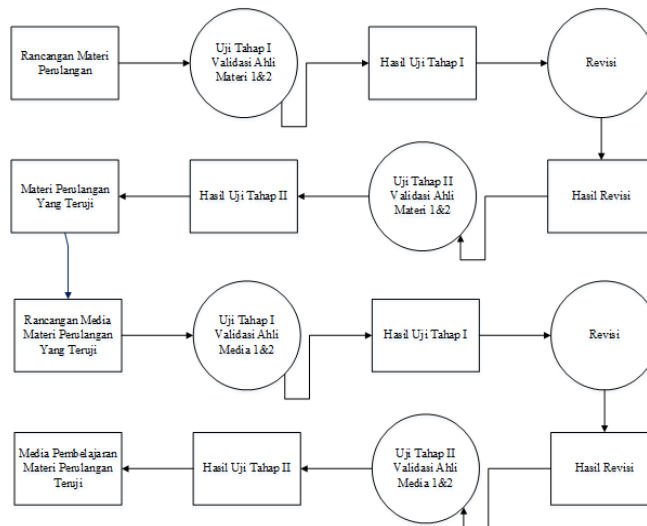 Rancangan Materi
Perulangan
Uji Tahap I
Validasi Ahli
Materi 1&2
Hasil Uji Tahap I
Revisi
Materi Perulangan
Yang Teruji
Hasil Uji Tahap II
Uji Tahap II
Validasi Ahli
Materi 1&2
Hasil Revisi
Rancangan Media
Materi Perulangan
Yang Teruji
Uji Tahap I
Validasi Ahli
Media 1&2
Hasil Uji Tahap I
Revisi
Media Pembelajaran
Materi Perulangan
Teruji
Hasil Uji Tahap II
Uji Tahap II
Validasi Ahli
Media 1&2
Hasil Revisi